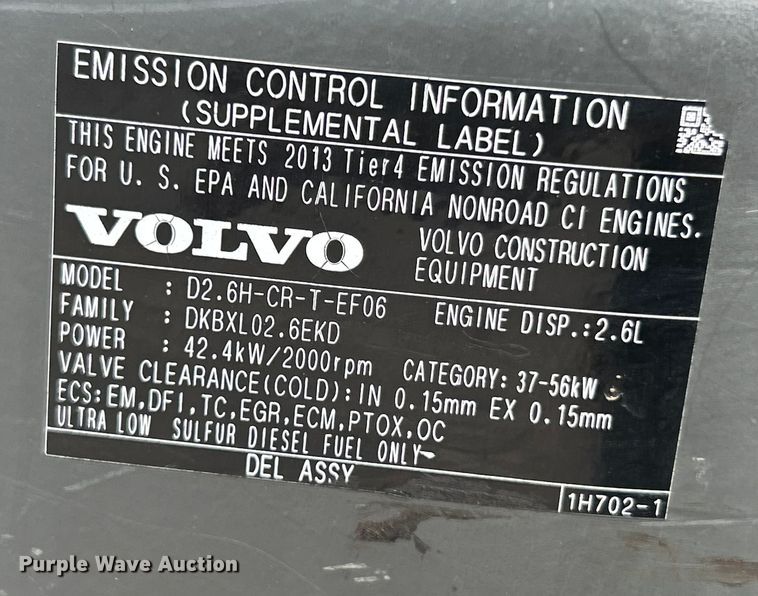 EMISSION CONTROL INFORMATION
(SUPPLEMENTAL LABEL)
THIS ENGINE MEETS 2013 Tier4 EMISSION REGULATIONS
FOR U. S. EPA AND CALIFORNIA NONROAD CI ENGINES.
VOLVO
VOLVO CONSTRUCTION
EQUIPMENT
MODEL : D2.6H-CR-T-EF06 ENGINE DISP.:2.6L
FAMILY : DKBXL02.6EKD
POWER : 42.4kW/2000rpm CATEGORY: 37-56kW
VALVE CLEARANCE(COLD):IN 0.15mm EX 0.15mm
ECS:EM,DFI,TC,EGR,ECM,PTOX,OC
ULTRA LOW SULFUR DIESEL FUEL ONLY
DEL ASSY
1H702-1
Purple Wave Auction